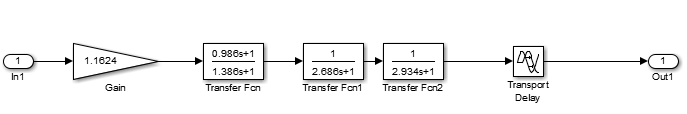 1
In1
1.1624
Gain
0.986s+1
1.386s+1
Transfer Fcn
1
2.686s+1
Transfer Fcn1
1
2.934s+1
Transfer Fcn2
Transport
Delay
1
Out1